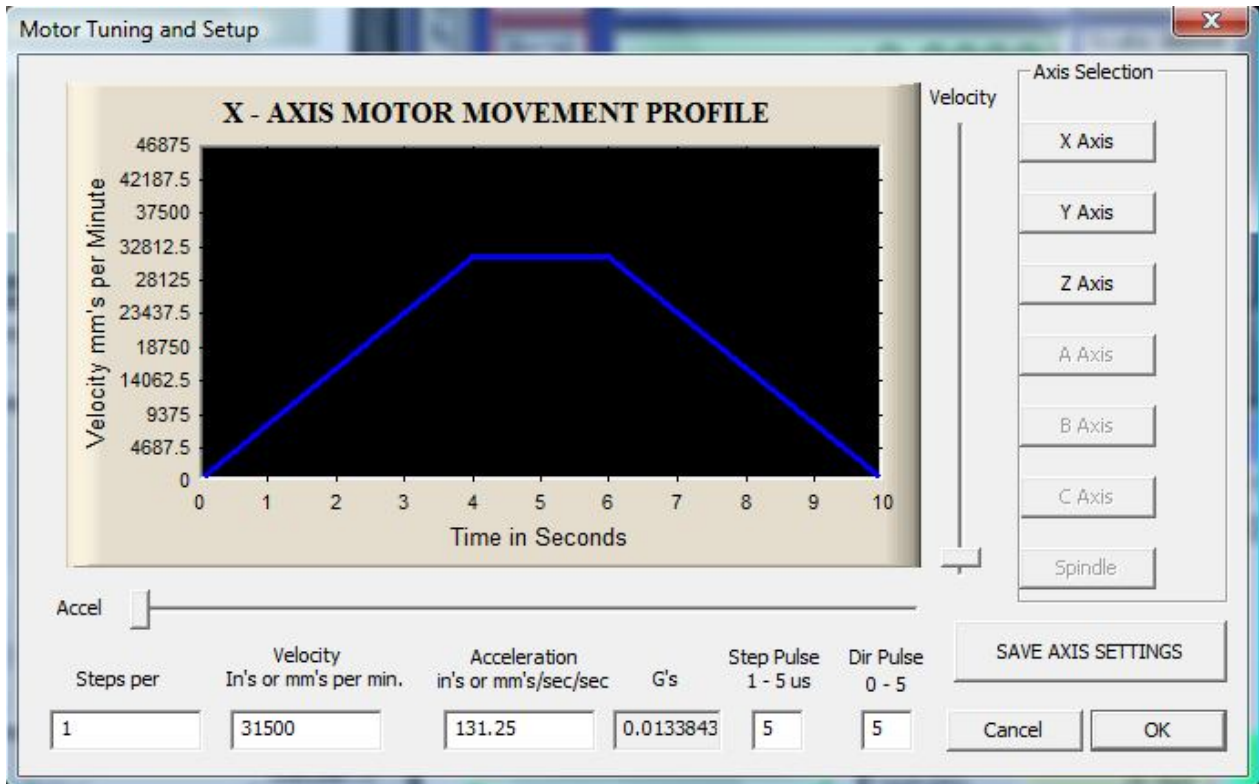 Motor Tuning and Setup
X - AXIS MOTOR MOVEMENT PROFILE
Velocity mm's per Minute
46875
42187.5
37500
32812.5
28125
23437.5
18750
14062.5
9375
4687.5
0
0 1 2 3 4 5 6 7 8 9 10
Time in Seconds
Velocity
Axis Selection
X Axis
Y Axis
Z Axis
A Axis
B Axis
C Axis
Spindle
Accel
Steps per
Velocity
In's or mm's per min.
Acceleration
in's or mm's/sec/sec
G's
Step Pulse
1 - 5 us
Dir Pulse
0 - 5
1 31500 131.25 0.0133843 5 5
SAVE AXIS SETTINGS
Cancel OK